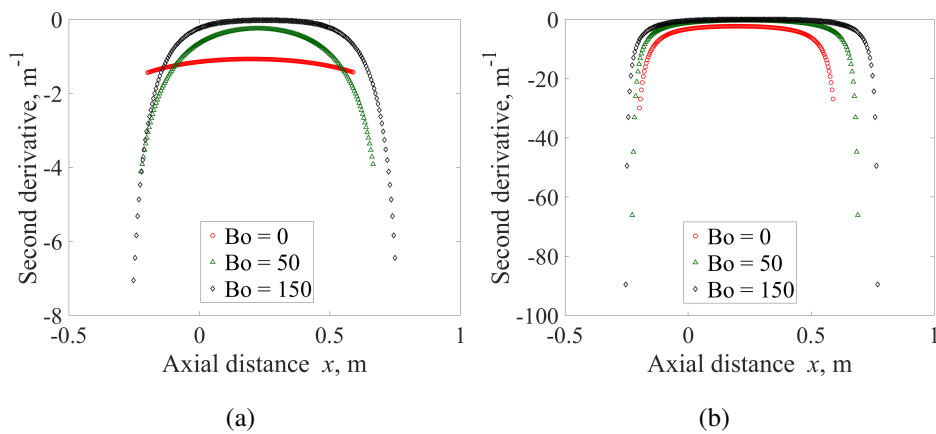 0
-2
-4
-6
-8
Second derivative, m-1
-0.5
0
0.5
1
Axial distance x, m
Bo = 0
Bo = 50
Bo = 150
(a)
0
-20
-40
-60
-80
-100
Second derivative, m-1
-0.5
0
0.5
1
Axial distance x, m
Bo = 0
Bo = 50
Bo = 150
(b)